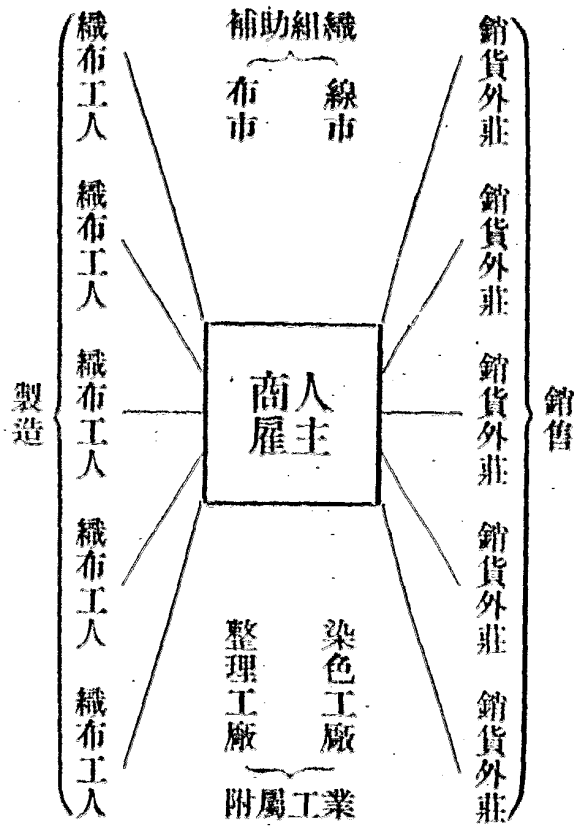 補助組織
布市
線市
製造
織布工人
織布工人
織布工人
織布工人
織布工人
商人
雇主
銷貨外莊
銷貨外莊
銷貨外莊
銷貨外莊
銷貨外莊
銷售
整理工廠
染色工廠
附屬工業